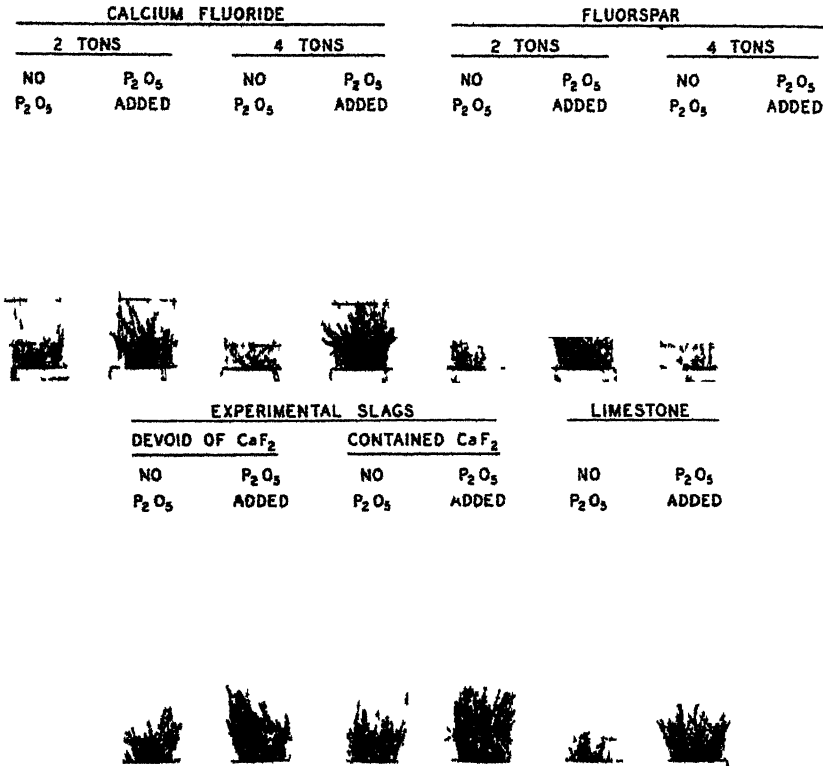 CALCIUM FLUORIDE FLUORSPAR
2 TONS 4 TONS 2 TONS 4 TONS
NO P₂O₅ NO P₂O₅ NO P₂O₅ NO P₂O₅
P₂O₅ ADDED P₂O₅ ADDED P₂O₅ ADDED P₂O₅ ADDED
EXPERIMENTAL SLAGS LIMESTONE
DEVOID OF CaF₂ CONTAINED CaF₂
NO P₂O₅ NO P₂O₅ NO P₂O₅
P₂O₅ ADDED P₂O₅ ADDED P₂O₅ ADDED